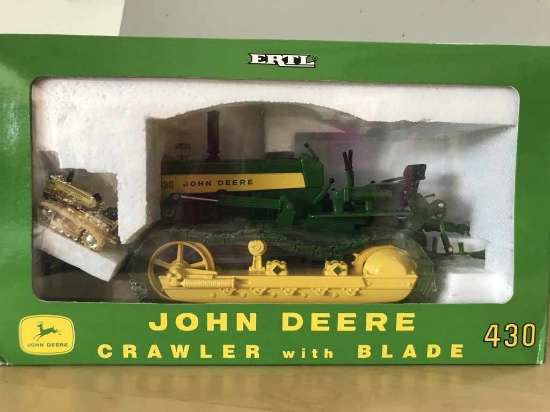 ERTL
430 JOHN DEERE
JOHN DEERE
CRAWLER with BLADE
430
JOHN DEERE